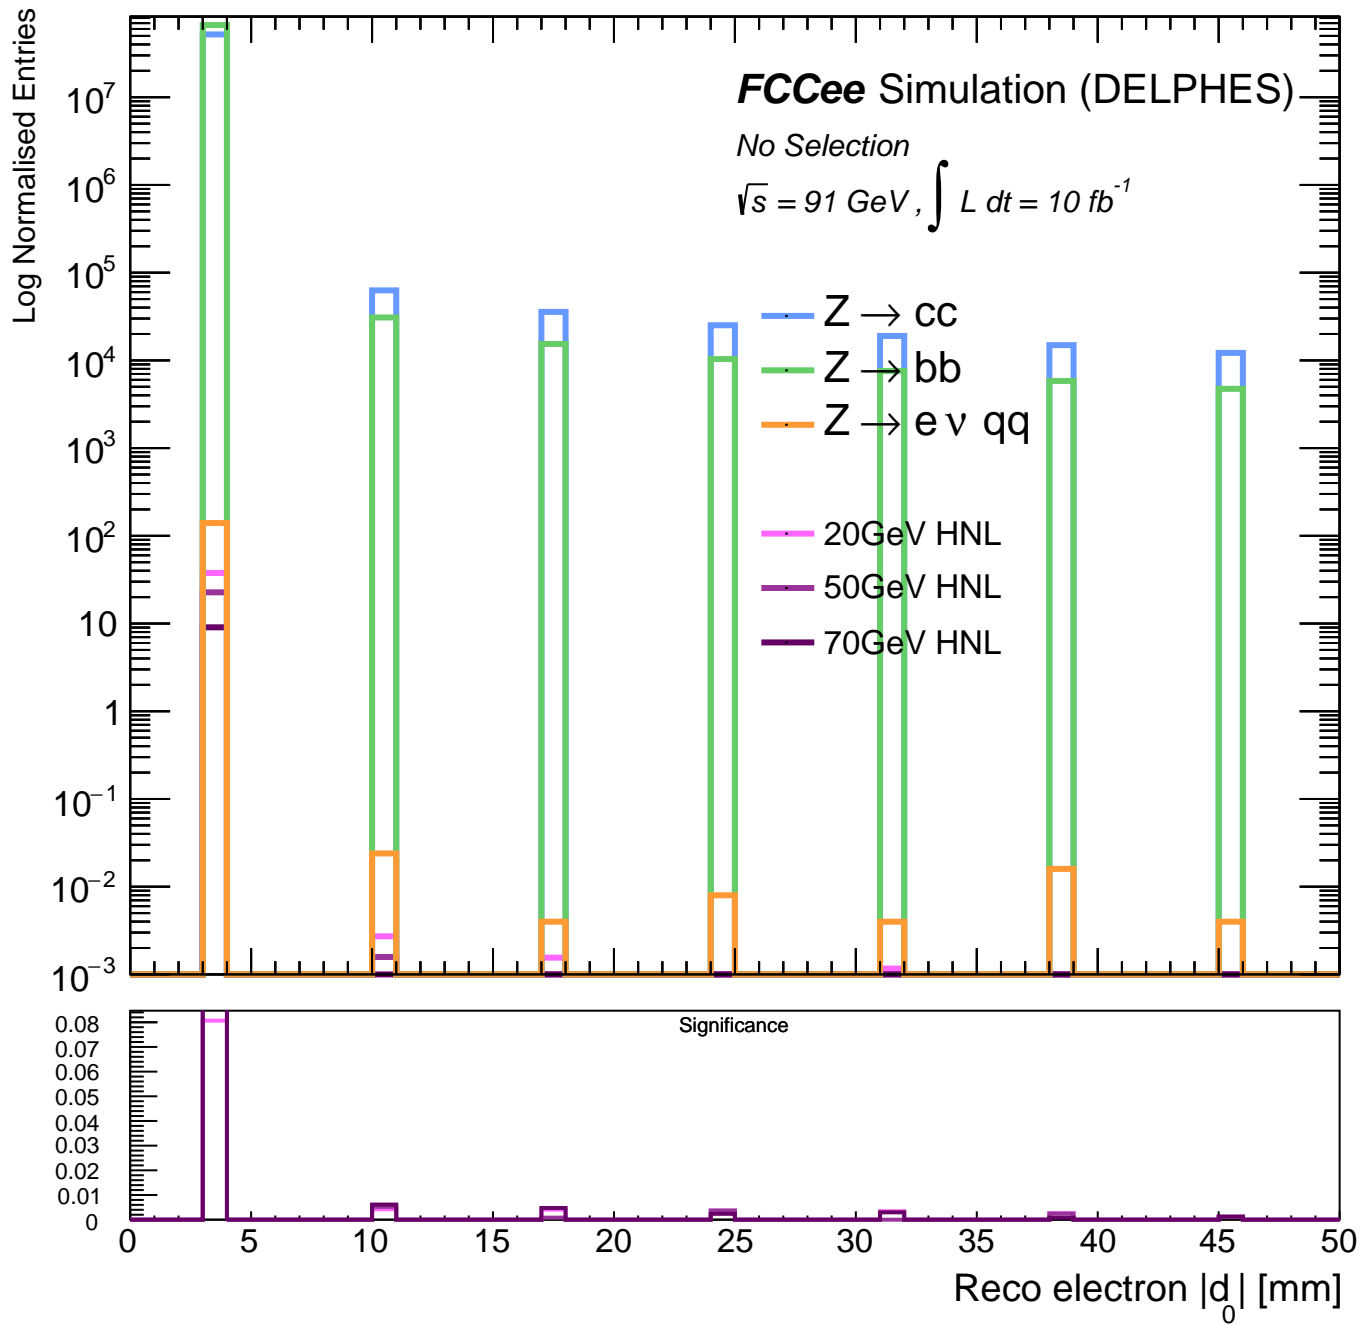 Log Normalised Entries
FCCee Simulation (DELPHES)
No Selection
√s = 91 GeV , ∫ L dt = 10 fb⁻¹
Z → cc
Z → bb
Z → e ν qq
20GeV HNL
50GeV HNL
70GeV HNL
10⁷
10⁶
10⁵
10⁴
10³
10²
10
1
10⁻¹
10⁻²
10⁻³
Significance
0.08
0.07
0.06
0.05
0.04
0.03
0.02
0.01
0
0 5 10 15 20 25 30 35 40 45 50
Reco electron |d₀| [mm]